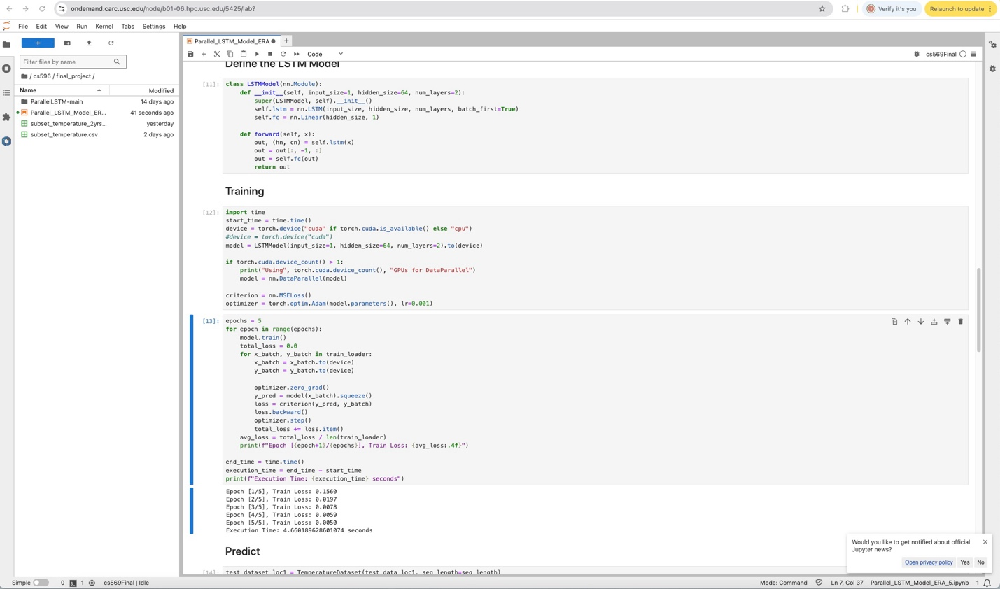 ondemand.carc.usc.edu/node/b01-06.hpc.usc.edu/5425/lab?
Verify it's you
Relaunch to update
File Edit View Run Kernel Tabs Settings Help
Filter files by name
/ cs596 / final_project /
Name Modified
ParallelLSTM-main 14 days ago
Parallel_LSTM_Model_ER... 41 seconds ago
subset_temperature_2yrs... yesterday
subset_temperature.csv 2 days ago
Parallel_LSTM_Model_ERA
Code
cs569Final
Define the LSTM Model
[11]:
class LSTMModel(nn.Module):
    def __init__(self, input_size=1, hidden_size=64, num_layers=2):
        super(LSTMModel, self).__init__()
        self.lstm = nn.LSTM(input_size, hidden_size, num_layers, batch_first=True)
        self.fc = nn.Linear(hidden_size, 1)
    def forward(self, x):
        out, (hn, cn) = self.lstm(x)
        out = out[:, -1, :]
        out = self.fc(out)
        return out
Training
[12]:
import time
start_time = time.time()
device = torch.device("cuda" if torch.cuda.is_available() else "cpu")
#device = torch.device("cuda")
model = LSTMModel(input_size=1, hidden_size=64, num_layers=2).to(device)
if torch.cuda.device_count() > 1:
    print("Using", torch.cuda.device_count(), "GPUs for DataParallel")
    model = nn.DataParallel(model)
criterion = nn.MSELoss()
optimizer = torch.optim.Adam(model.parameters(), lr=0.001)
[13]:
epochs = 5
for epoch in range(epochs):
    model.train()
    total_loss = 0.0
    for x_batch, y_batch in train_loader:
        x_batch = x_batch.to(device)
        y_batch = y_batch.to(device)
        optimizer.zero_grad()
        y_pred = model(x_batch).squeeze()
        loss = criterion(y_pred, y_batch)
        loss.backward()
        optimizer.step()
        total_loss += loss.item()
    avg_loss = total_loss / len(train_loader)
    print(f"Epoch [{epoch+1}/{epochs}], Train Loss: {avg_loss:.4f}")
end_time = time.time()
execution_time = end_time - start_time
print(f"Execution Time: {execution_time} seconds")
Epoch [1/5], Train Loss: 0.1560
Epoch [2/5], Train Loss: 0.0197
Epoch [3/5], Train Loss: 0.0078
Epoch [4/5], Train Loss: 0.0059
Epoch [5/5], Train Loss: 0.0050
Execution Time: 4.660189628601074 seconds
Predict
[14]:
test_dataset_loc1 = TemperatureDataset(test_data_loc1, seq_length=seq_length)
Would you like to get notified about official
Jupyter news?
Open privacy policy Yes No
Simple 0 1 cs569Final | Idle
Mode: Command Ln 7, Col 37 Parallel_LSTM_Model_ERA_5.ipynb 1